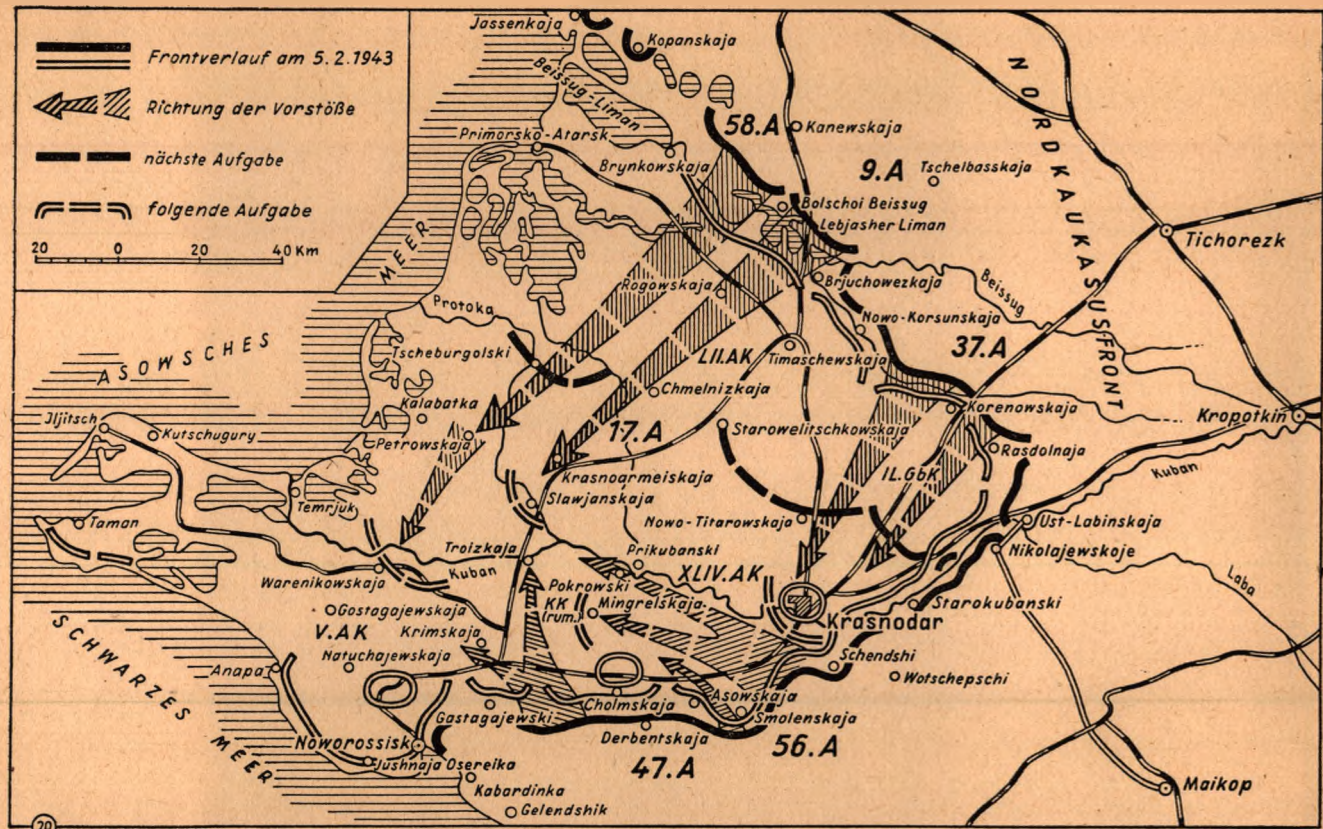 Frontverlauf am 5.2.1943
Richtung der Vorstöße
nächste Aufgabe
folgende Aufgabe
20 0 20 40 Km
Jassenkaja
Kopanskaja
Beissug-Liman
Primorsko-Atarsk
Brynkowskaja
58.A
Kanewskaja
9.A
Tschelbasskaja
NORDKAUKASUSFRONT
Bolschoi Beissug
Lebjasher Liman
Tichorezk
MEER
Rogowskaja
Brjuchowezkaja
Beissug
Protoka
Nowo-Korsunskaja
Tscheburgolski
LII.AK
Timaschewskaja
37.A
ASOWSCHES
Chmelnizkaja
Kalabatka
Korenowskaja
Kropotkin
Jljitsch
Kutschugury
Petrowskaja
17.A
Starowelitschkowskaja
Rasdolnaja
Krasnoarmeiskaja
IL.GbK
Kuban
Temrjuk
Slawjanskaja
Taman
Nowo-Titarowskaja
Ust-Labinskaja
Troizkaja
Prikubanski
Nikolajewskoje
Warenikowskaja
Kuban
XLIV.AK
Laba
Pokrowski
Gostagajewskaja
KK
(rum.)
Mingrelskaja
Starokubanski
Krasnodar
V.AK
Krimskaja
SCHWARZES
Natuchajewskaja
Schendshi
Anapa
Wotschepschi
Cholmskaja
Asowskaja
Gastagajewski
Smolenskaja
Derbentskaja
56.A
MEER
Noworossisk
47.A
Jushnaja Osereika
Kabardinka
Maikop
Gelendshik
20